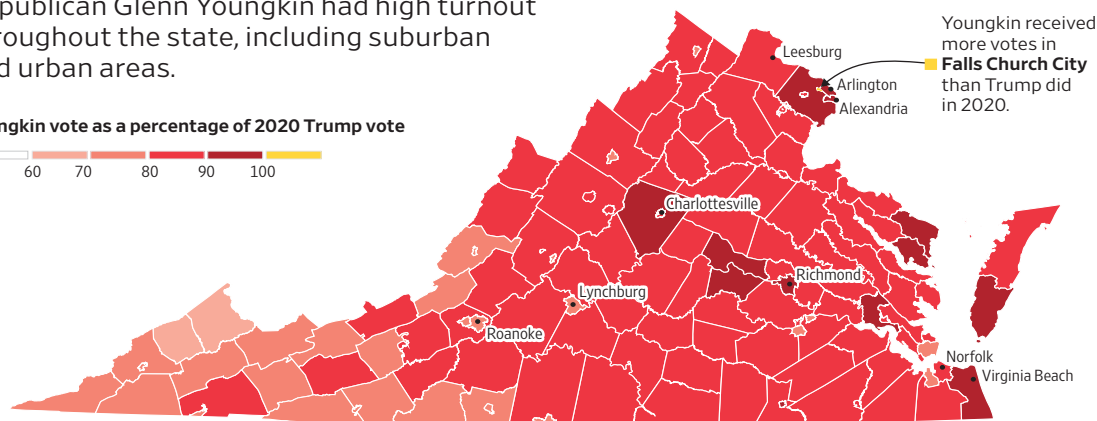 publican Glenn Youngkin had high turnout
roughout the state, including suburban
d urban areas.
ngkin vote as a percentage of 2020 Trump vote
60 70 80 90 100
Youngkin received
more votes in
Falls Church City
than Trump did
in 2020.
Leesburg
Arlington
Alexandria
Charlottesville
Richmond
Lynchburg
Roanoke
Norfolk
Virginia Beach